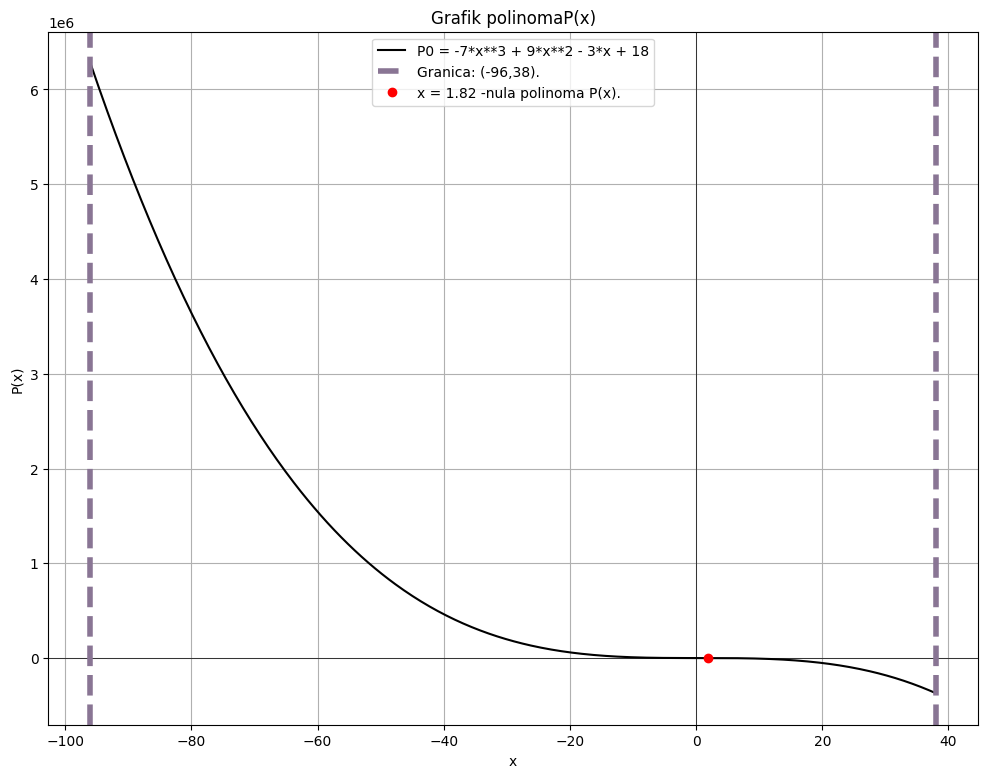 Grafik polinomaP(x)
1e6
P0 = -7*x**3 + 9*x**2 - 3*x + 18
Granica: (-96,38).
x = 1.82 -nula polinoma P(x).
6
5
4
3
2
1
0
P(x)
−100 −80 −60 −40 −20 0 20 40
x